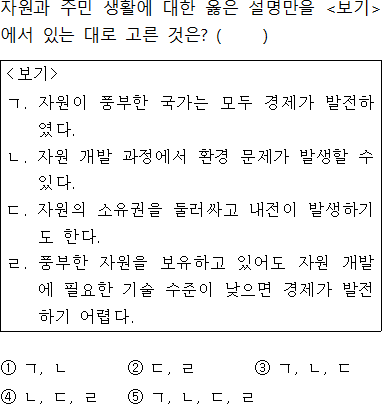 자원과 주민 생활에 대한 옳은 설명만을 <보기>
에서 있는 대로 고른 것은? (     )
<보기>
ㄱ. 자원이 풍부한 국가는 모두 경제가 발전하
였다.
ㄴ. 자원 개발 과정에서 환경 문제가 발생할 수
있다.
ㄷ. 자원의 소유권을 둘러싸고 내전이 발생하기
도 한다.
ㄹ. 풍부한 자원을 보유하고 있어도 자원 개발
에 필요한 기술 수준이 낮으면 경제가 발전
하기 어렵다.
① ㄱ, ㄴ ② ㄷ, ㄹ ③ ㄱ, ㄴ, ㄷ
④ ㄴ, ㄷ, ㄹ ⑤ ㄱ, ㄴ, ㄷ, ㄹ